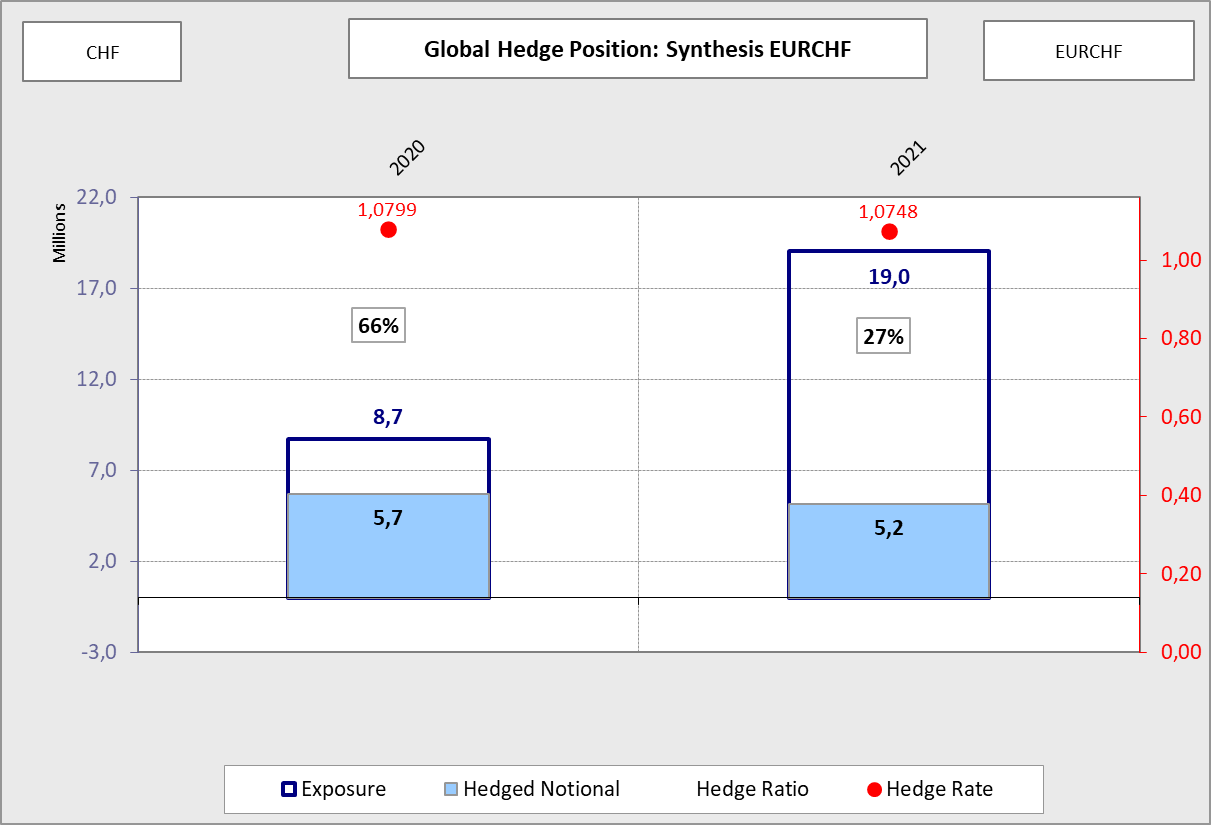 CHF
Global Hedge Position: Synthesis EURCHF
EURCHF
2020
2021
Millions
22,0
17,0
12,0
7,0
2,0
-3,0
1,0799
1,0748
19,0
66%
27%
8,7
5,7
5,2
1,00
0,80
0,60
0,40
0,20
0,00
Exposure
Hedged Notional
Hedge Ratio
Hedge Rate